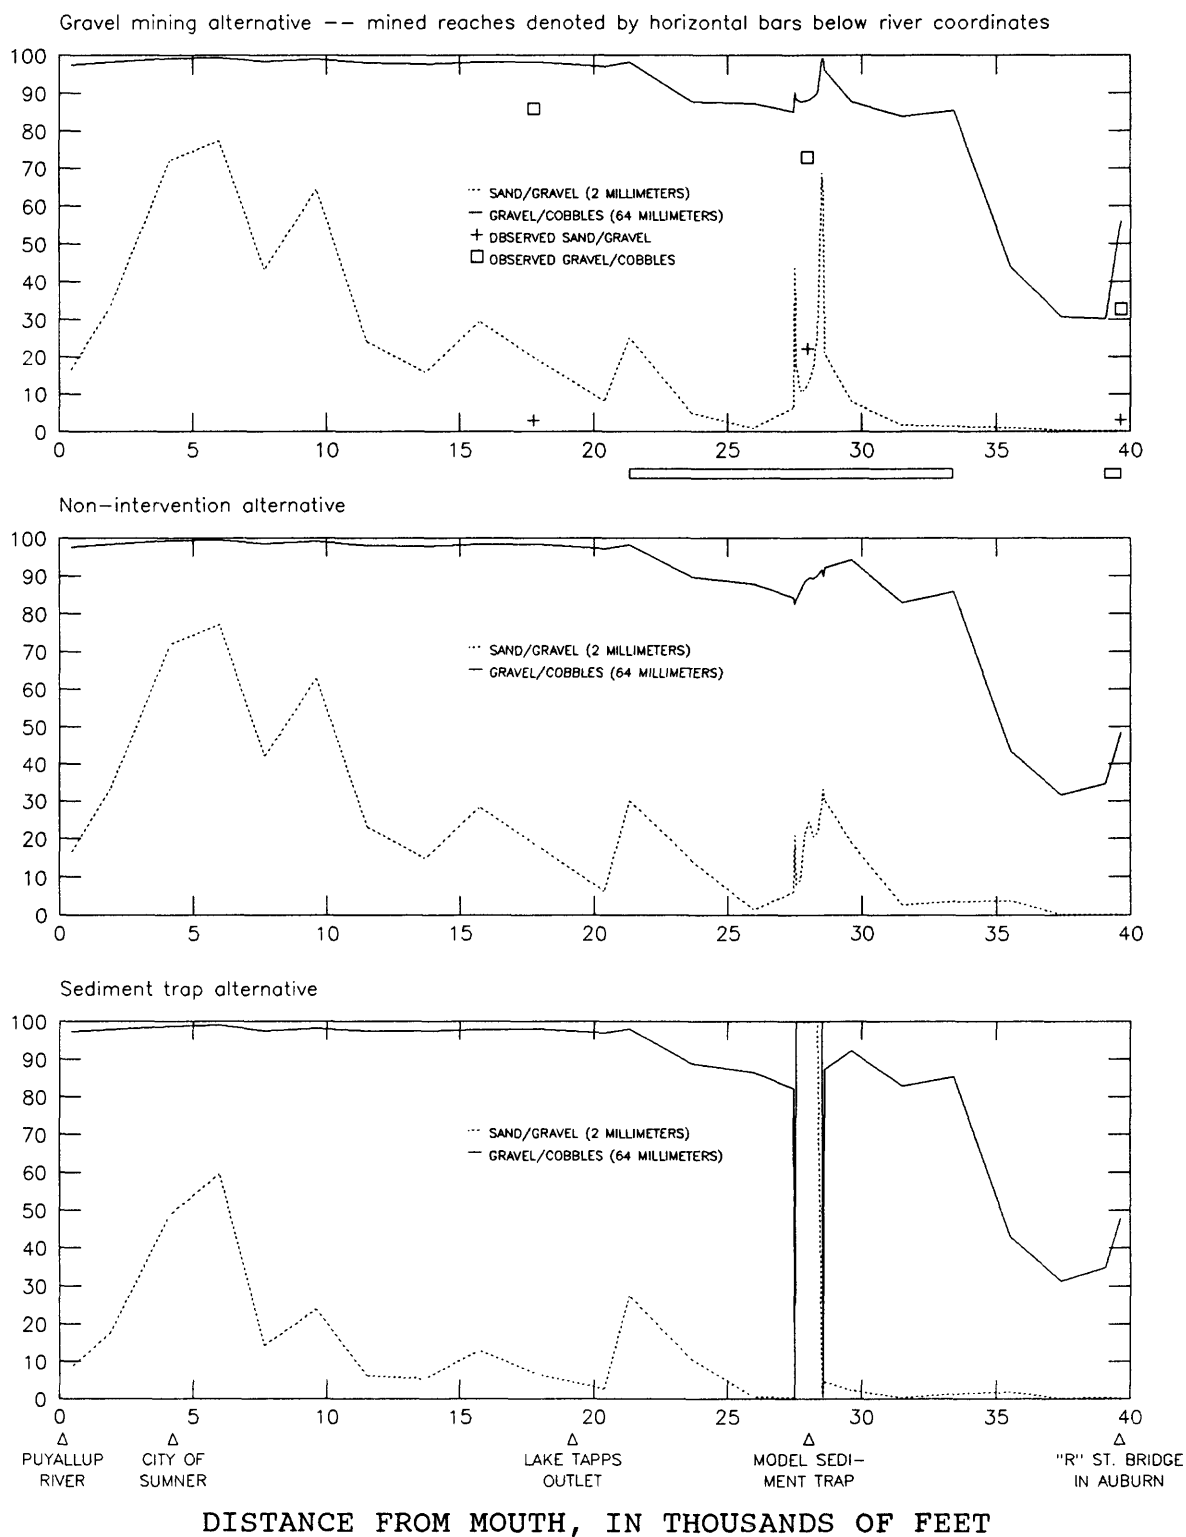 Gravel mining alternative -- mined reaches denoted by horizontal bars below river coordinates
100
90
80
70
60
50
40
30
20
10
0
SAND/GRAVEL (2 MILLIMETERS)
GRAVEL/COBBLES (64 MILLIMETERS)
OBSERVED SAND/GRAVEL
OBSERVED GRAVEL/COBBLES
0 5 10 15 20 25 30 35 40
Non-intervention alternative
100
90
80
70
60
50
40
30
20
10
0
SAND/GRAVEL (2 MILLIMETERS)
GRAVEL/COBBLES (64 MILLIMETERS)
0 5 10 15 20 25 30 35 40
Sediment trap alternative
100
90
80
70
60
50
40
30
20
10
0
SAND/GRAVEL (2 MILLIMETERS)
GRAVEL/COBBLES (64 MILLIMETERS)
0 5 10 15 20 25 30 35 40
PUYALLUP
RIVER
CITY OF
SUMNER
LAKE TAPPS
OUTLET
MODEL SEDI-
MENT TRAP
"R" ST. BRIDGE
IN AUBURN
DISTANCE FROM MOUTH, IN THOUSANDS OF FEET